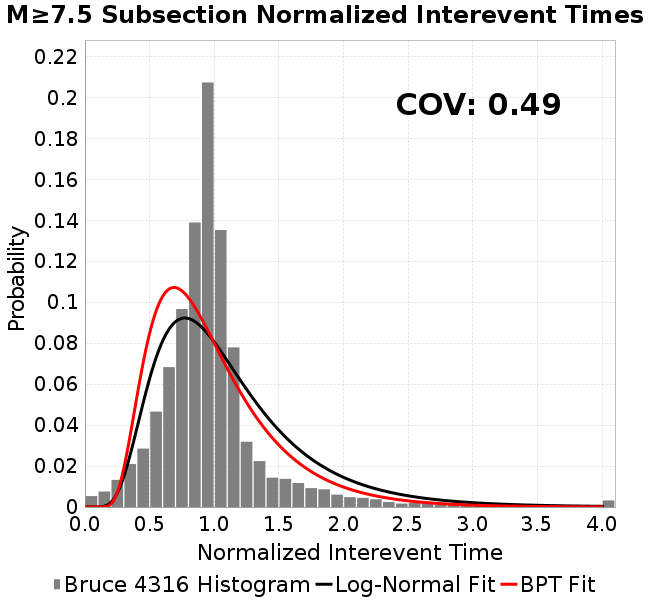 M≥7.5 Subsection Normalized Interevent Times
COV: 0.49
Probability
0.22
0.2
0.18
0.16
0.14
0.12
0.1
0.08
0.06
0.04
0.02
0
0.0 0.5 1.0 1.5 2.0 2.5 3.0 3.5 4.0
Normalized Interevent Time
Bruce 4316 Histogram Log-Normal Fit BPT Fit